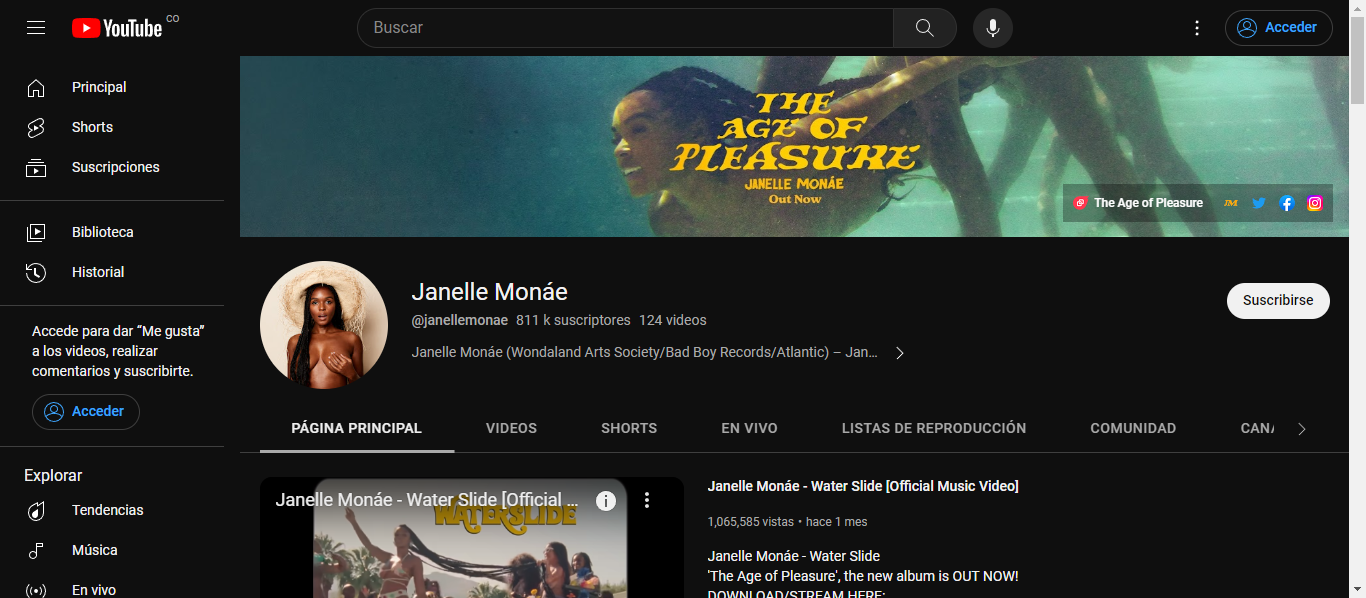 YouTube CO
Buscar
Acceder
Principal
Shorts
Suscripciones
Biblioteca
Historial
Accede para dar “Me gusta”
a los videos, realizar
comentarios y suscribirte.
Acceder
Explorar
Tendencias
Música
En vivo
THE
AGE OF
PLEASURE
JANELLE MONÁE
Out Now
The Age of Pleasure
JM
Janelle Monáe
@janellemonae 811 k suscriptores 124 videos
Janelle Monáe (Wondaland Arts Society/Bad Boy Records/Atlantic) – Jan...
Suscribirse
PÁGINA PRINCIPAL VIDEOS SHORTS EN VIVO LISTAS DE REPRODUCCIÓN COMUNIDAD CANA
Janelle Monáe - Water Slide [Official ...
WATERSLIDE
Janelle Monáe - Water Slide [Official Music Video]
1,065,585 vistas • hace 1 mes
Janelle Monáe - Water Slide
'The Age of Pleasure', the new album is OUT NOW!
DOWNLOAD/STREAM HERE: